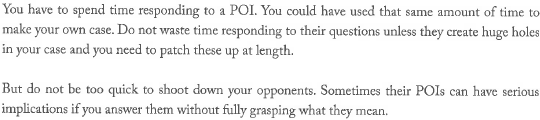 You have to spend time responding to a POI. You could have used that same amount of time to
make your own case. Do not waste time responding to their questions unless they create huge holes
in your case and you need to patch these up at length.
But do not be too quick to shoot down your opponents. Sometimes their POIs can have serious
implications if you answer them without fully grasping what they mean.